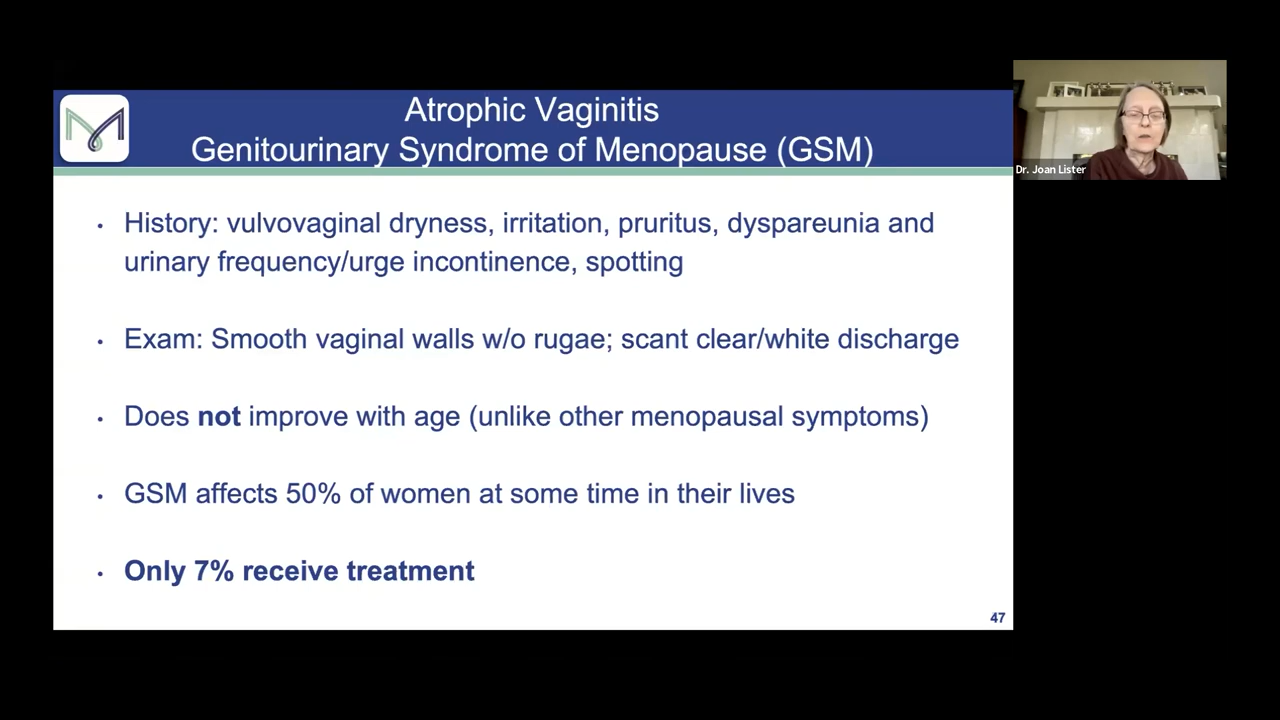 Atrophic Vaginitis
Genitourinary Syndrome of Menopause (GSM)
Dr. Joan Lister
• History: vulvovaginal dryness, irritation, pruritus, dyspareunia and
urinary frequency/urge incontinence, spotting
• Exam: Smooth vaginal walls w/o rugae; scant clear/white discharge
• Does not improve with age (unlike other menopausal symptoms)
• GSM affects 50% of women at some time in their lives
• Only 7% receive treatment
47